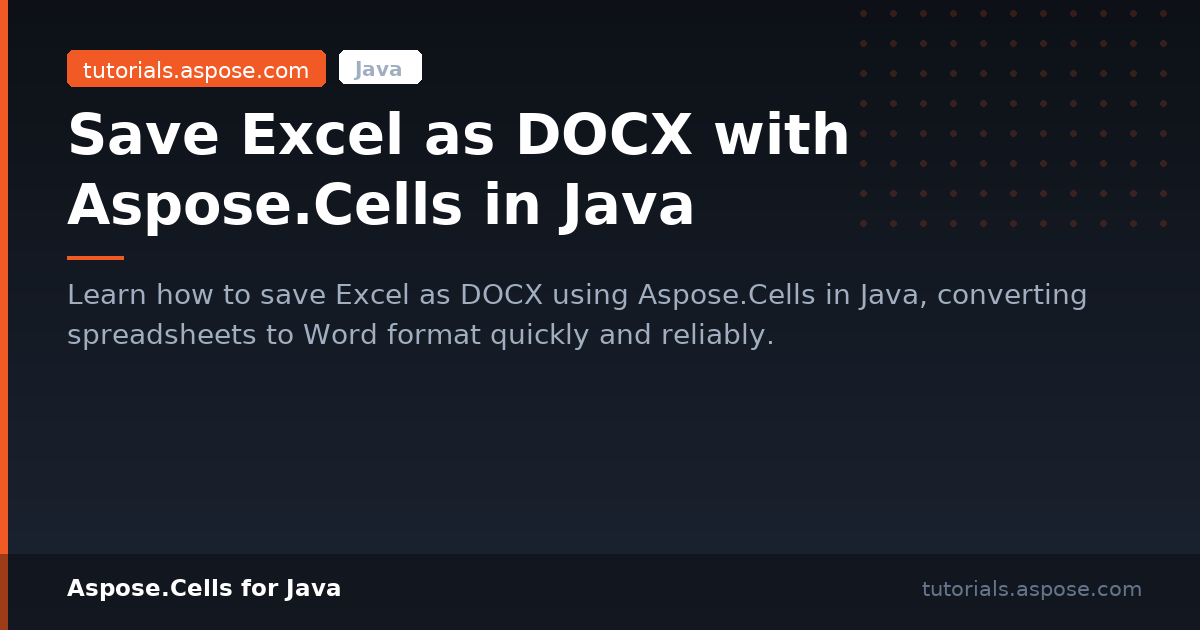 tutorials.aspose.com
Java
Save Excel as DOCX with
Aspose.Cells in Java
Learn how to save Excel as DOCX using Aspose.Cells in Java, converting
spreadsheets to Word format quickly and reliably.
Aspose.Cells for Java
tutorials.aspose.com